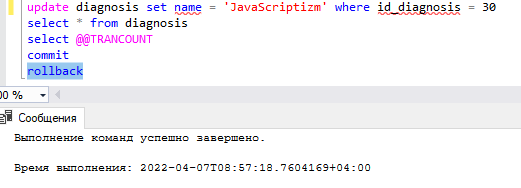 update diagnosis set name = 'JavaScriptizm' where id_diagnosis = 30
select * from diagnosis
select @@TRANCOUNT
commit
rollback
00 %
Сообщения
Выполнение команд успешно завершено.
Время выполнения: 2022-04-07T08:57:18.7604169+04:00